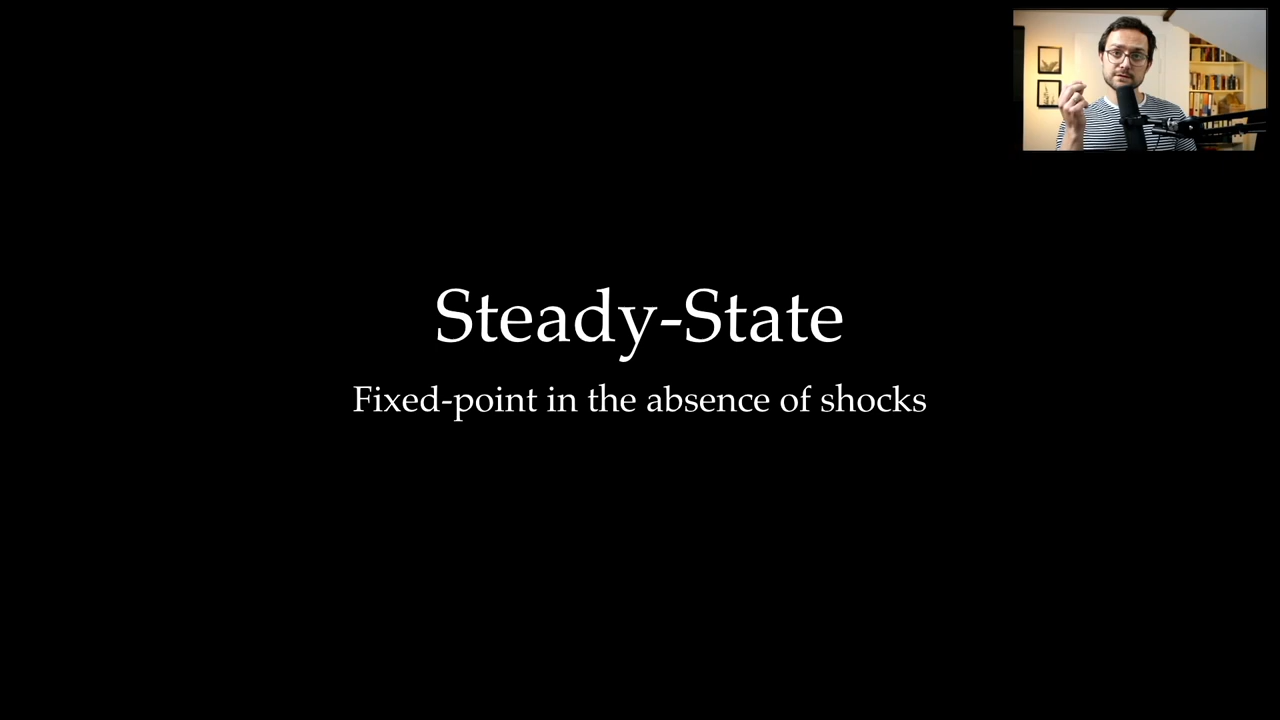 Steady-State
Fixed-point in the absence of shocks